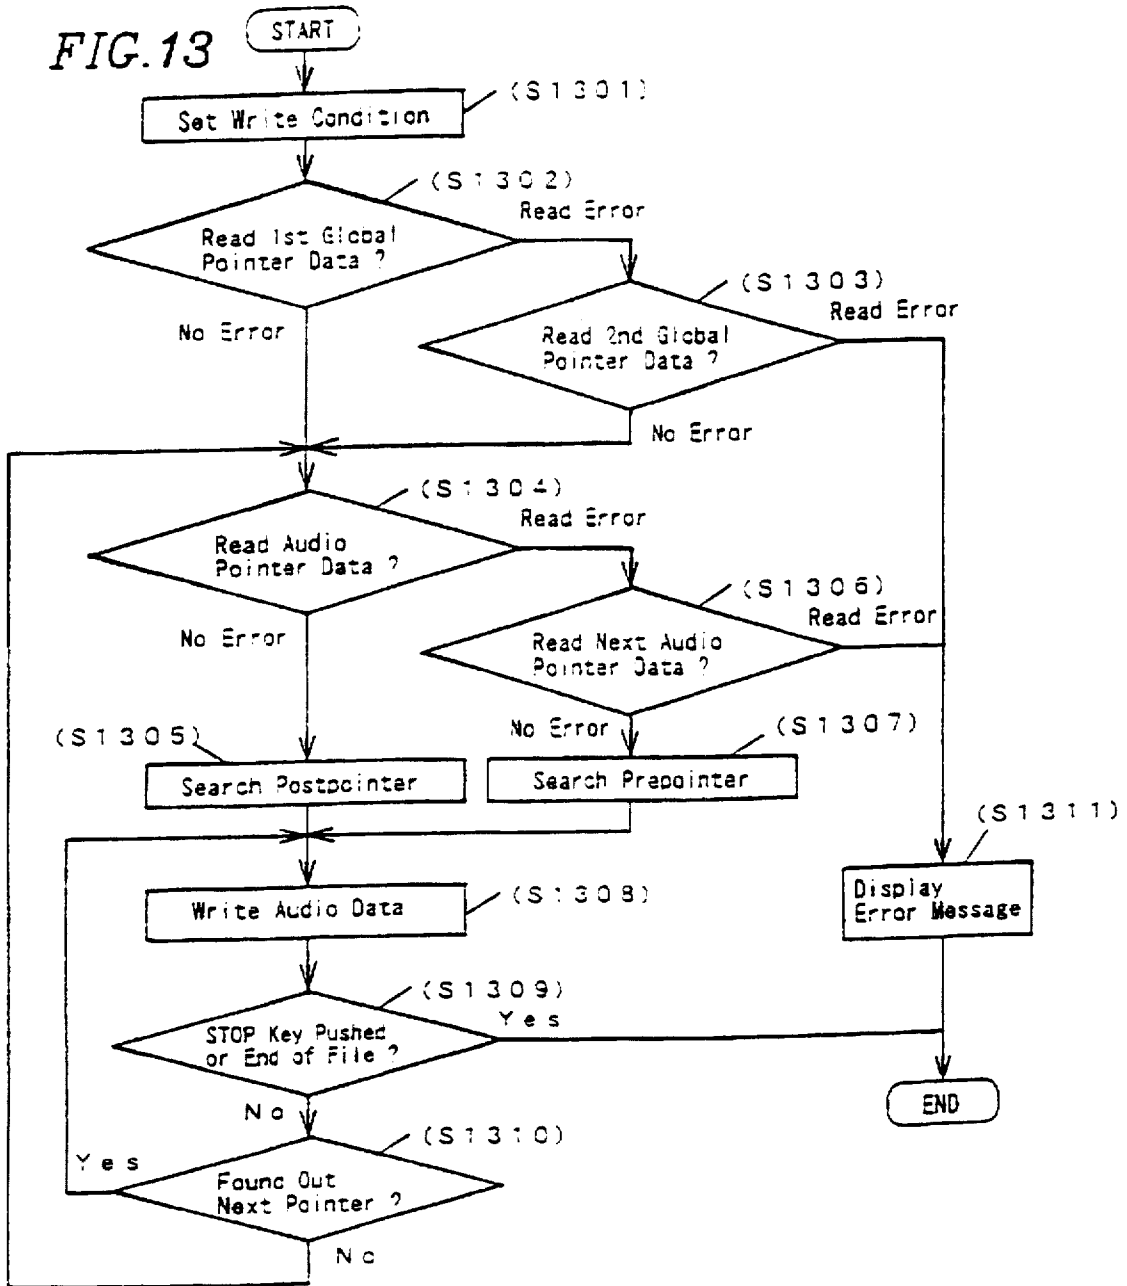 FIG.13
START
(S1301)
Set Write Condition
(S1302)
Read Error
Read 1st Global
Pointer Data ?
(S1303)
Read Error
No Error
Read 2nd Global
Pointer Data ?
No Error
(S1304)
Read Error
Read Audio
Pointer Data ?
(S1306)
Read Error
No Error
Read Next Audio
Pointer Data ?
No Error
(S1307)
(S1305)
Search Postpointer
Search Prepointer
(S1311)
Write Audio Data
(S1308)
Display
Error Message
(S1309)
Yes
STOP Key Pushed
or End of File ?
END
No
(S1310)
Yes
Found Out
Next Pointer ?
No